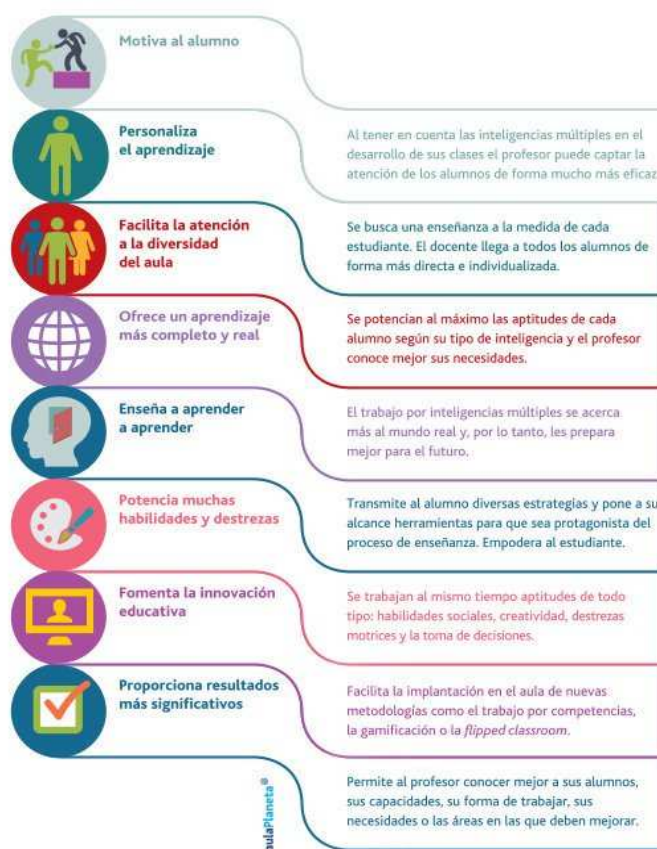 Motiva al alumno
Al tener en cuenta las inteligencias múltiples en el
desarrollo de sus clases el profesor puede captar la
atención de los alumnos de forma mucho más eficaz
Personaliza
el aprendizaje
Se busca una enseñanza a la medida de cada
estudiante. El docente llega a todos los alumnos de
forma más directa e individualizada.
Facilita la atención
a la diversidad
del aula
Se potencian al máximo las aptitudes de cada
alumno según su tipo de inteligencia y el profesor
conoce mejor sus necesidades.
Ofrece un aprendizaje
más completo y real
El trabajo por inteligencias múltiples se acerca
más al mundo real y, por lo tanto, les prepara
mejor para el futuro.
Enseña a aprender
a aprender
Transmite al alumno diversas estrategias y pone a su
alcance herramientas para que sea protagonista del
proceso de enseñanza. Empodera al estudiante.
Potencia muchas
habilidades y destrezas
Se trabajan al mismo tiempo aptitudes de todo
tipo: habilidades sociales, creatividad, destrezas
motrices y la toma de decisiones.
Fomenta la innovación
educativa
Facilita la implantación en el aula de nuevas
metodologías como el trabajo por competencias,
la gamificación o la flipped classroom.
Proporciona resultados
más significativos
Permite al profesor conocer mejor a sus alumnos,
sus capacidades, su forma de trabajar, sus
necesidades o las áreas en las que deben mejorar.
aulaPlaneta